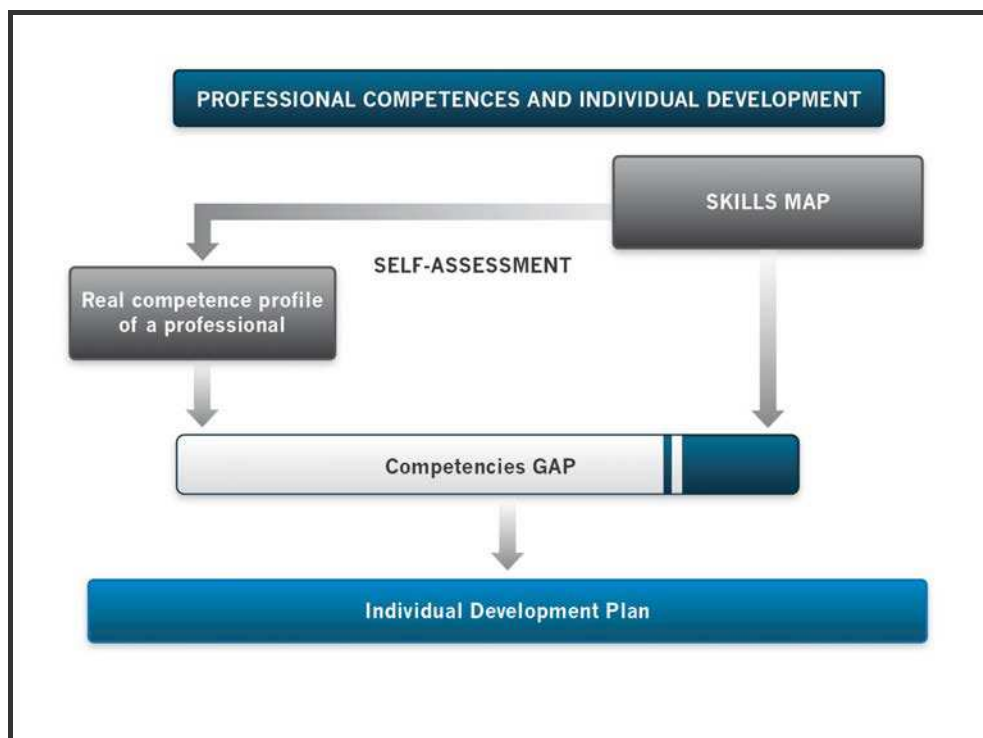 PROFESSIONAL COMPETENCES AND INDIVIDUAL DEVELOPMENT
SKILLS MAP
SELF-ASSESSMENT
Real competence profile
of a professional
Competencies GAP
Individual Development Plan